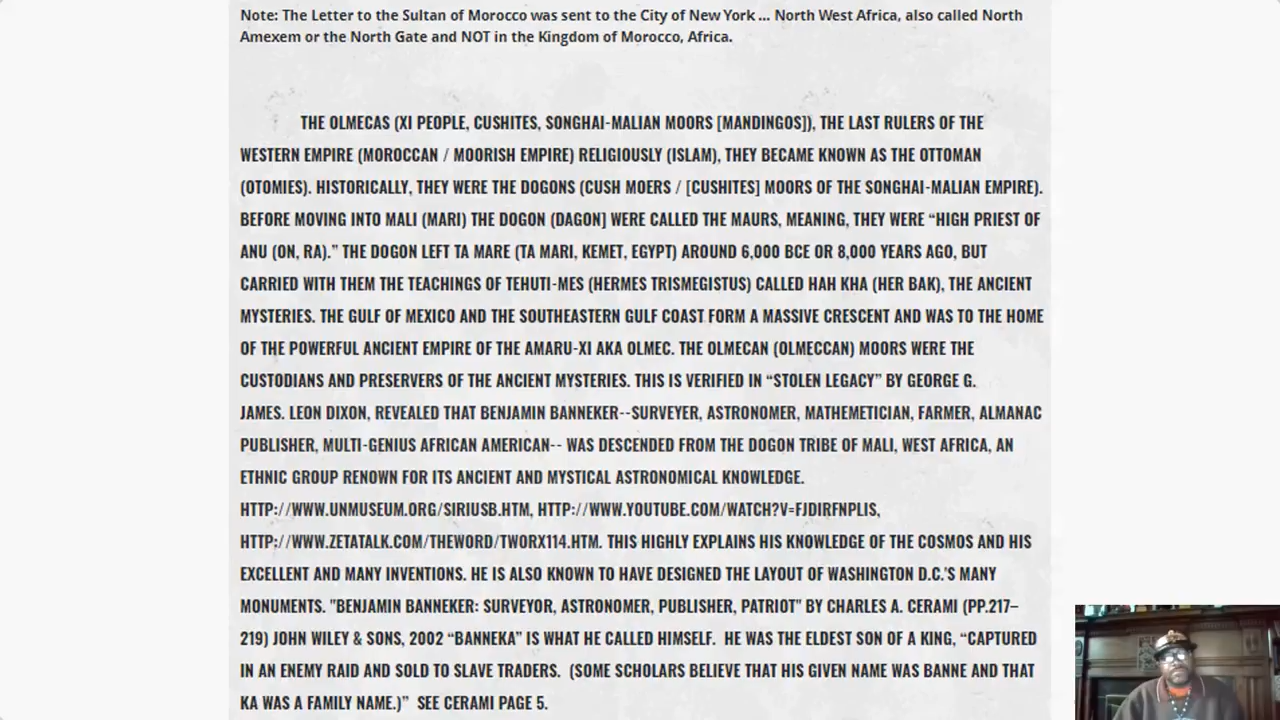 Note: The Letter to the Sultan of Morocco was sent to the City of New York ... North West Africa, also called North
Amexem or the North Gate and NOT in the Kingdom of Morocco, Africa.
THE OLMECAS (XI PEOPLE, CUSHITES, SONGHAI-MALIAN MOORS [MANDINGOS]), THE LAST RULERS OF THE
WESTERN EMPIRE (MOROCCAN / MOORISH EMPIRE) RELIGIOUSLY (ISLAM), THEY BECAME KNOWN AS THE OTTOMAN
(OTOMIES). HISTORICALLY, THEY WERE THE DOGONS (CUSH MOERS / [CUSHITES] MOORS OF THE SONGHAI-MALIAN EMPIRE).
BEFORE MOVING INTO MALI (MARI) THE DOGON (DAGON] WERE CALLED THE MAURS, MEANING, THEY WERE “HIGH PRIEST OF
ANU (ON, RA).” THE DOGON LEFT TA MARE (TA MARI, KEMET, EGYPT) AROUND 6,000 BCE OR 8,000 YEARS AGO, BUT
CARRIED WITH THEM THE TEACHINGS OF TEHUTI-MES (HERMES TRISMEGISTUS) CALLED HAH KHA (HER BAK), THE ANCIENT
MYSTERIES. THE GULF OF MEXICO AND THE SOUTHEASTERN GULF COAST FORM A MASSIVE CRESCENT AND WAS TO THE HOME
OF THE POWERFUL ANCIENT EMPIRE OF THE AMARU-XI AKA OLMEC. THE OLMECAN (OLMECCAN) MOORS WERE THE
CUSTODIANS AND PRESERVERS OF THE ANCIENT MYSTERIES. THIS IS VERIFIED IN “STOLEN LEGACY” BY GEORGE G.
JAMES. LEON DIXON, REVEALED THAT BENJAMIN BANNEKER--SURVEYER, ASTRONOMER, MATHEMETICIAN, FARMER, ALMANAC
PUBLISHER, MULTI-GENIUS AFRICAN AMERICAN-- WAS DESCENDED FROM THE DOGON TRIBE OF MALI, WEST AFRICA, AN
ETHNIC GROUP RENOWN FOR ITS ANCIENT AND MYSTICAL ASTRONOMICAL KNOWLEDGE.
HTTP://WWW.UNMUSEUM.ORG/SIRIUSB.HTM, HTTP://WWW.YOUTUBE.COM/WATCH?V=FJDIRFNPLIS,
HTTP://WWW.ZETATALK.COM/THEWORD/TWORX114.HTM. THIS HIGHLY EXPLAINS HIS KNOWLEDGE OF THE COSMOS AND HIS
EXCELLENT AND MANY INVENTIONS. HE IS ALSO KNOWN TO HAVE DESIGNED THE LAYOUT OF WASHINGTON D.C.'S MANY
MONUMENTS. "BENJAMIN BANNEKER: SURVEYOR, ASTRONOMER, PUBLISHER, PATRIOT" BY CHARLES A. CERAMI (PP.217–
219) JOHN WILEY & SONS, 2002 “BANNEKA” IS WHAT HE CALLED HIMSELF. HE WAS THE ELDEST SON OF A KING, “CAPTURED
IN AN ENEMY RAID AND SOLD TO SLAVE TRADERS. (SOME SCHOLARS BELIEVE THAT HIS GIVEN NAME WAS BANNE AND THAT
KA WAS A FAMILY NAME.)” SEE CERAMI PAGE 5.